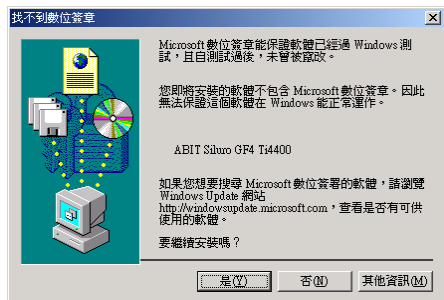 找不到數位簽章
Microsoft 數位簽章能保證軟體已經過 Windows 測
試，且自測試過後，未曾被竄改。
您即將安裝的軟體不包含 Microsoft 數位簽章。因此
無法保證這個軟體在 Windows 能正常運作。
ABIT Siluro GF4 Ti4400
如果您想要搜尋 Microsoft 數位簽署的軟體，請瀏覽
Windows Update 網站
http://windowsupdate.microsoft.com，查看是否有可供
使用的軟體。
要繼續安裝嗎？
是(Y) 否(N) 其他資訊(M)